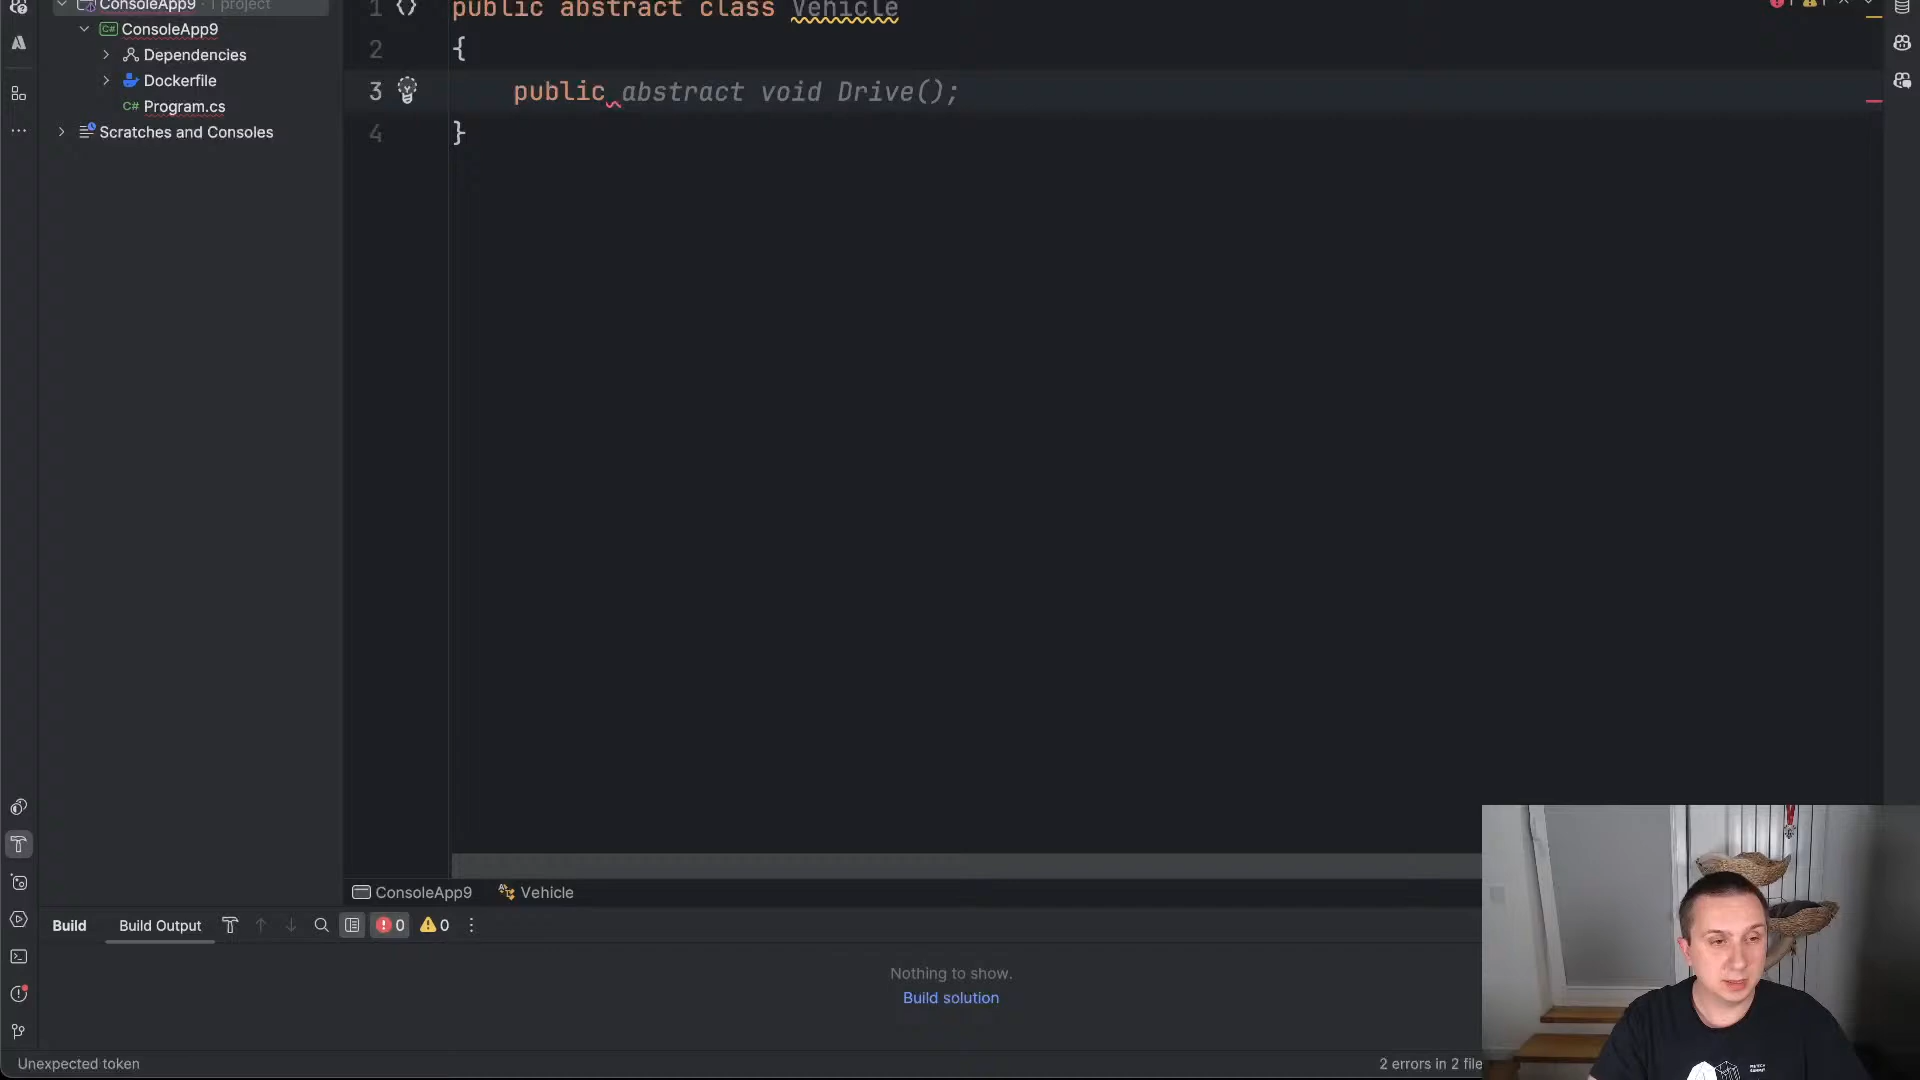 ConsoleApp9 · 1 project
ConsoleApp9
Dependencies
Dockerfile
C# Program.cs
Scratches and Consoles
1 public abstract class Vehicle
2 {
3 public abstract void Drive();
4 }
ConsoleApp9 Vehicle
Build Build Output 0 0
Nothing to show.
Build solution
Unexpected token
2 errors in 2 file